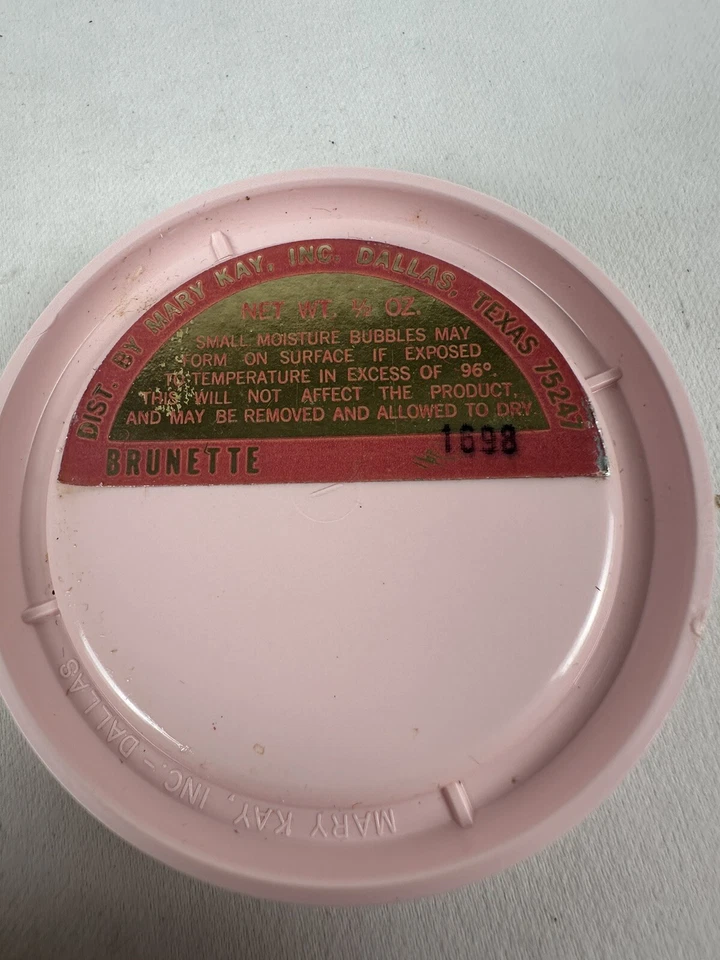 DIST. BY MARY KAY, INC. DALLAS, TEXAS 75247
NET WT. OZ.
SMALL MOISTURE BUBBLES MAY
FORM ON SURFACE IF EXPOSED
TO TEMPERATURE IN EXCESS OF 96°.
THIS WILL NOT AFFECT THE PRODUCT,
AND MAY BE REMOVED AND ALLOWED TO DRY
BRUNETTE 1698
MARY KAY, INC. - DALLAS -